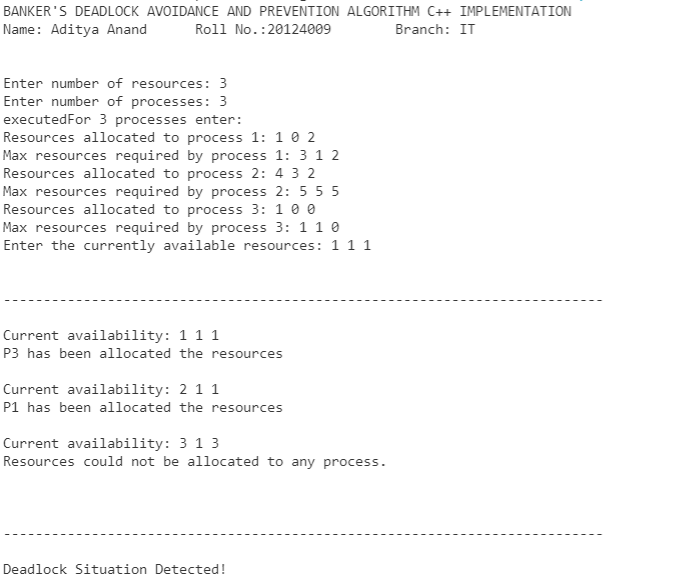 BANKER'S DEADLOCK AVOIDANCE AND PREVENTION ALGORITHM C++ IMPLEMENTATION
Name: Aditya Anand      Roll No.:20124009        Branch: IT
Enter number of resources: 3
Enter number of processes: 3
executedFor 3 processes enter:
Resources allocated to process 1: 1 0 2
Max resources required by process 1: 3 1 2
Resources allocated to process 2: 4 3 2
Max resources required by process 2: 5 5 5
Resources allocated to process 3: 1 0 0
Max resources required by process 3: 1 1 0
Enter the currently available resources: 1 1 1
---------------------------------------------------------------------------
Current availability: 1 1 1
P3 has been allocated the resources
Current availability: 2 1 1
P1 has been allocated the resources
Current availability: 3 1 3
Resources could not be allocated to any process.
---------------------------------------------------------------------------
Deadlock Situation Detected!